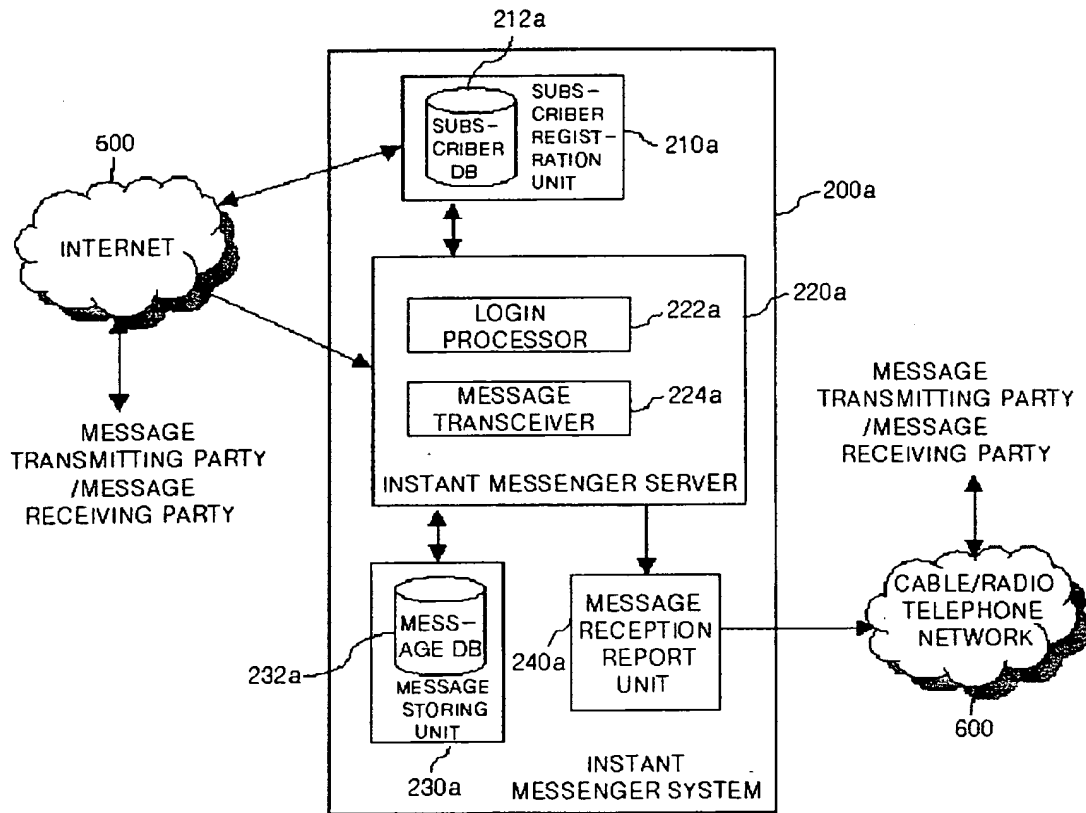 212a
SUBS-
CRIBER
DB
SUBS-
CRIBER
REGIST-
RATION
UNIT
210a
500
INTERNET
200a
LOGIN
PROCESSOR
222a
220a
MESSAGE
TRANSCEIVER
224a
INSTANT MESSENGER SERVER
MESSAGE
TRANSMITTING PARTY
/MESSAGE
RECEIVING PARTY
MESSAGE
TRANSMITTING PARTY
/MESSAGE
RECEIVING PARTY
MESS-
AGE DB
232a
MESSAGE
STORING
UNIT
230a
MESSAGE
RECEPTION
REPORT
UNIT
240a
CABLE/RADIO
TELEPHONE
NETWORK
600
INSTANT
MESSENGER SYSTEM